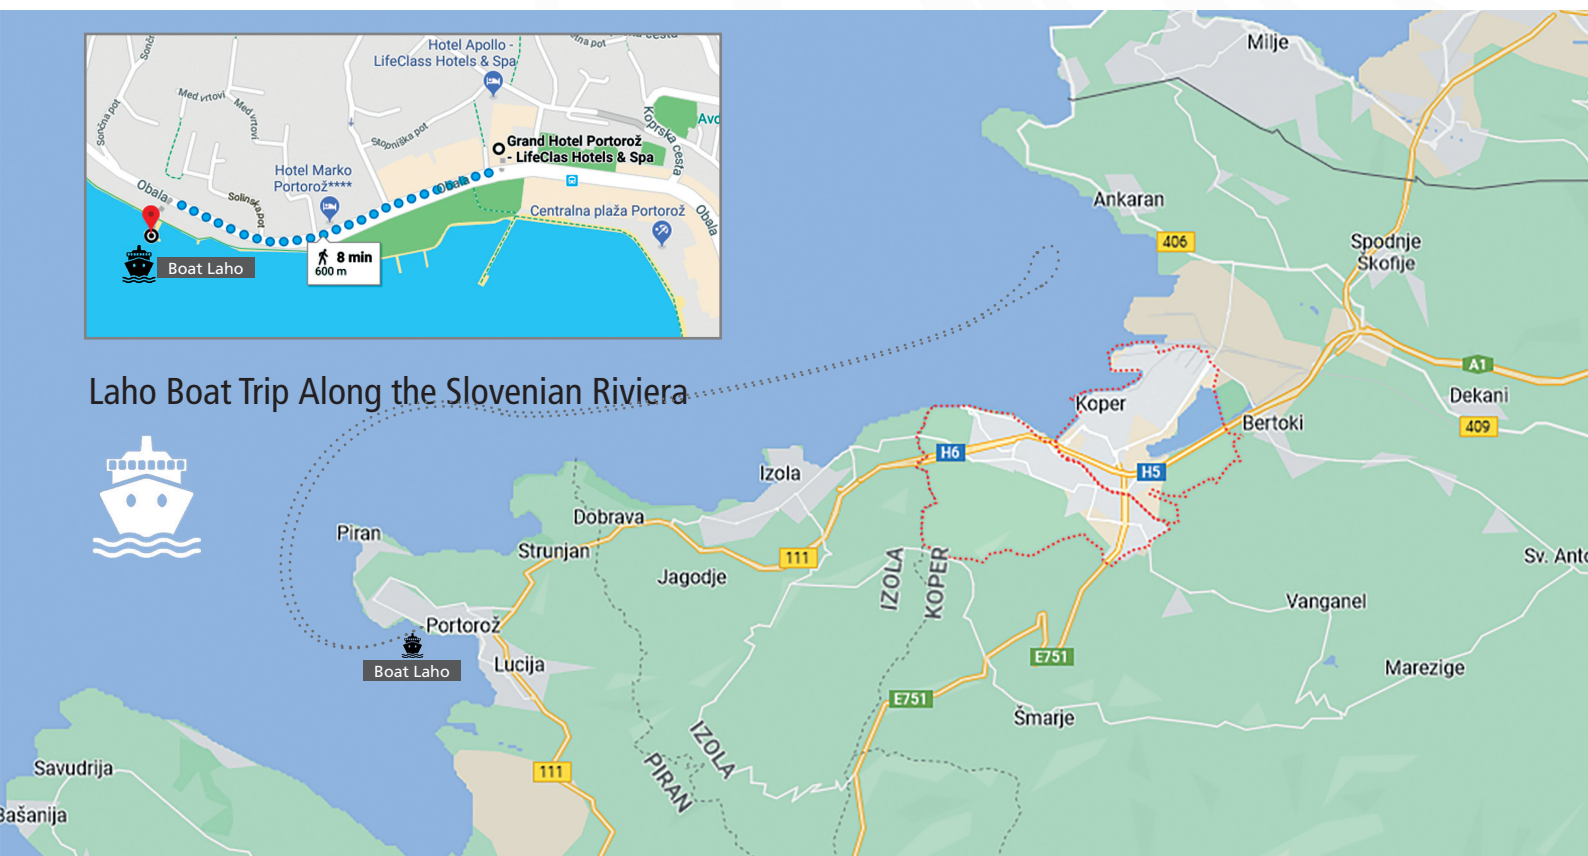 Hotel Apollo -
LifeClass Hotels & Spa
Sončna pot
Med vrtovi
Med vrtovi
Stopniška pot
Koprska cesta
Grand Hotel Portorož
- LifeClas Hotels & Spa
Hotel Marko
Portorož****
Obala
Obala
Solinska pot
Centralna plaža Portorož
Obala
8 min
600 m
Boat Laho
Laho Boat Trip Along the Slovenian Riviera
Milje
Ankaran
406
Spodnje
Škofije
A1
Dekani
409
Koper
Bertoki
H6
H5
Izola
Dobrava
Piran
Strunjan
111
Jagodje
IZOLA
KOPER
Sv. Anto
Vanganel
Portorož
Boat Laho
Lucija
E751
Marezige
E751
Šmarje
IZOLA
PIRAN
Savudrija
111
Bašanija